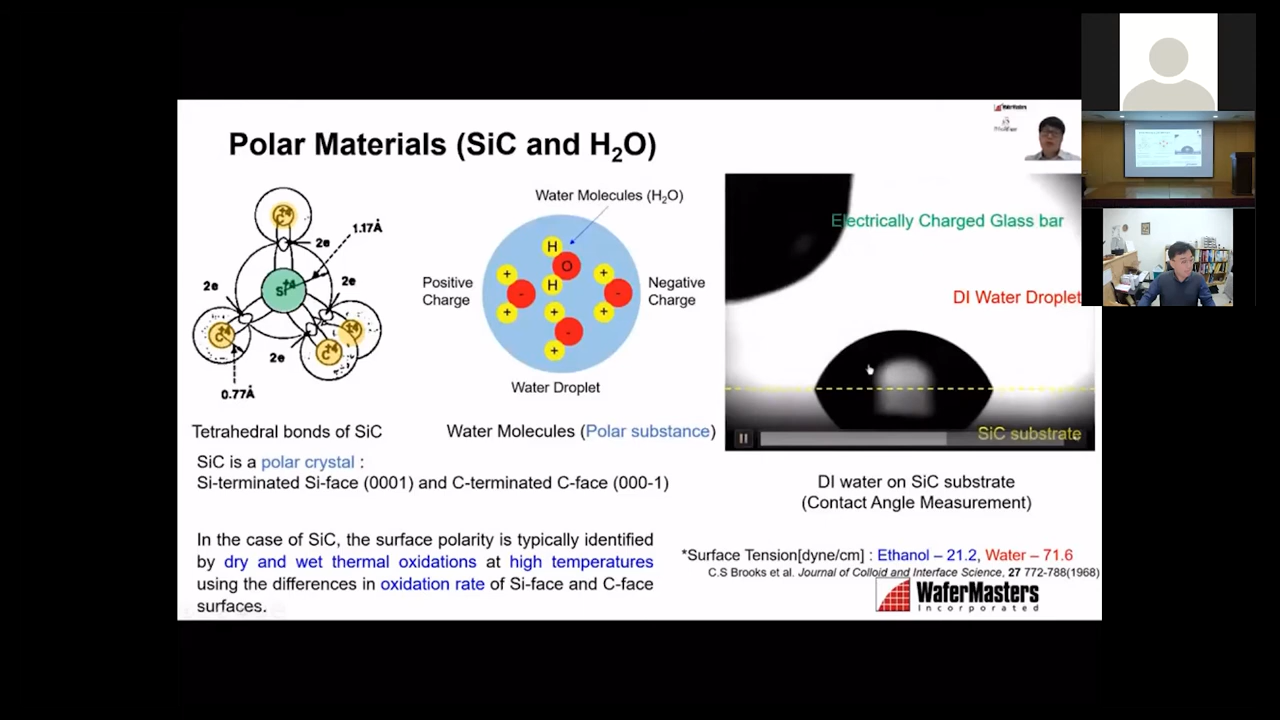 Polar Materials (SiC and H₂O)
WaferMasters
C+4
1.17Å
2e
2e
2e
2e
Si+4
C+4
C+4
+4
0.77Å
Water Molecules (H₂O)
Positive
Charge
H
O
H
+
-
+
+
-
+
+
-
+
Negative
Charge
Water Droplet
Electrically Charged Glass bar
DI Water Droplet
SiC substrate
Tetrahedral bonds of SiC
Water Molecules (Polar substance)
SiC is a polar crystal :
Si-terminated Si-face (0001) and C-terminated C-face (000-1)
DI water on SiC substrate
(Contact Angle Measurement)
In the case of SiC, the surface polarity is typically identified
by dry and wet thermal oxidations at high temperatures
using the differences in oxidation rate of Si-face and C-face
surfaces.
*Surface Tension[dyne/cm] : Ethanol – 21.2, Water – 71.6
C.S Brooks et al. Journal of Colloid and Interface Science, 27 772-788(1968)
WaferMasters
Incorporated